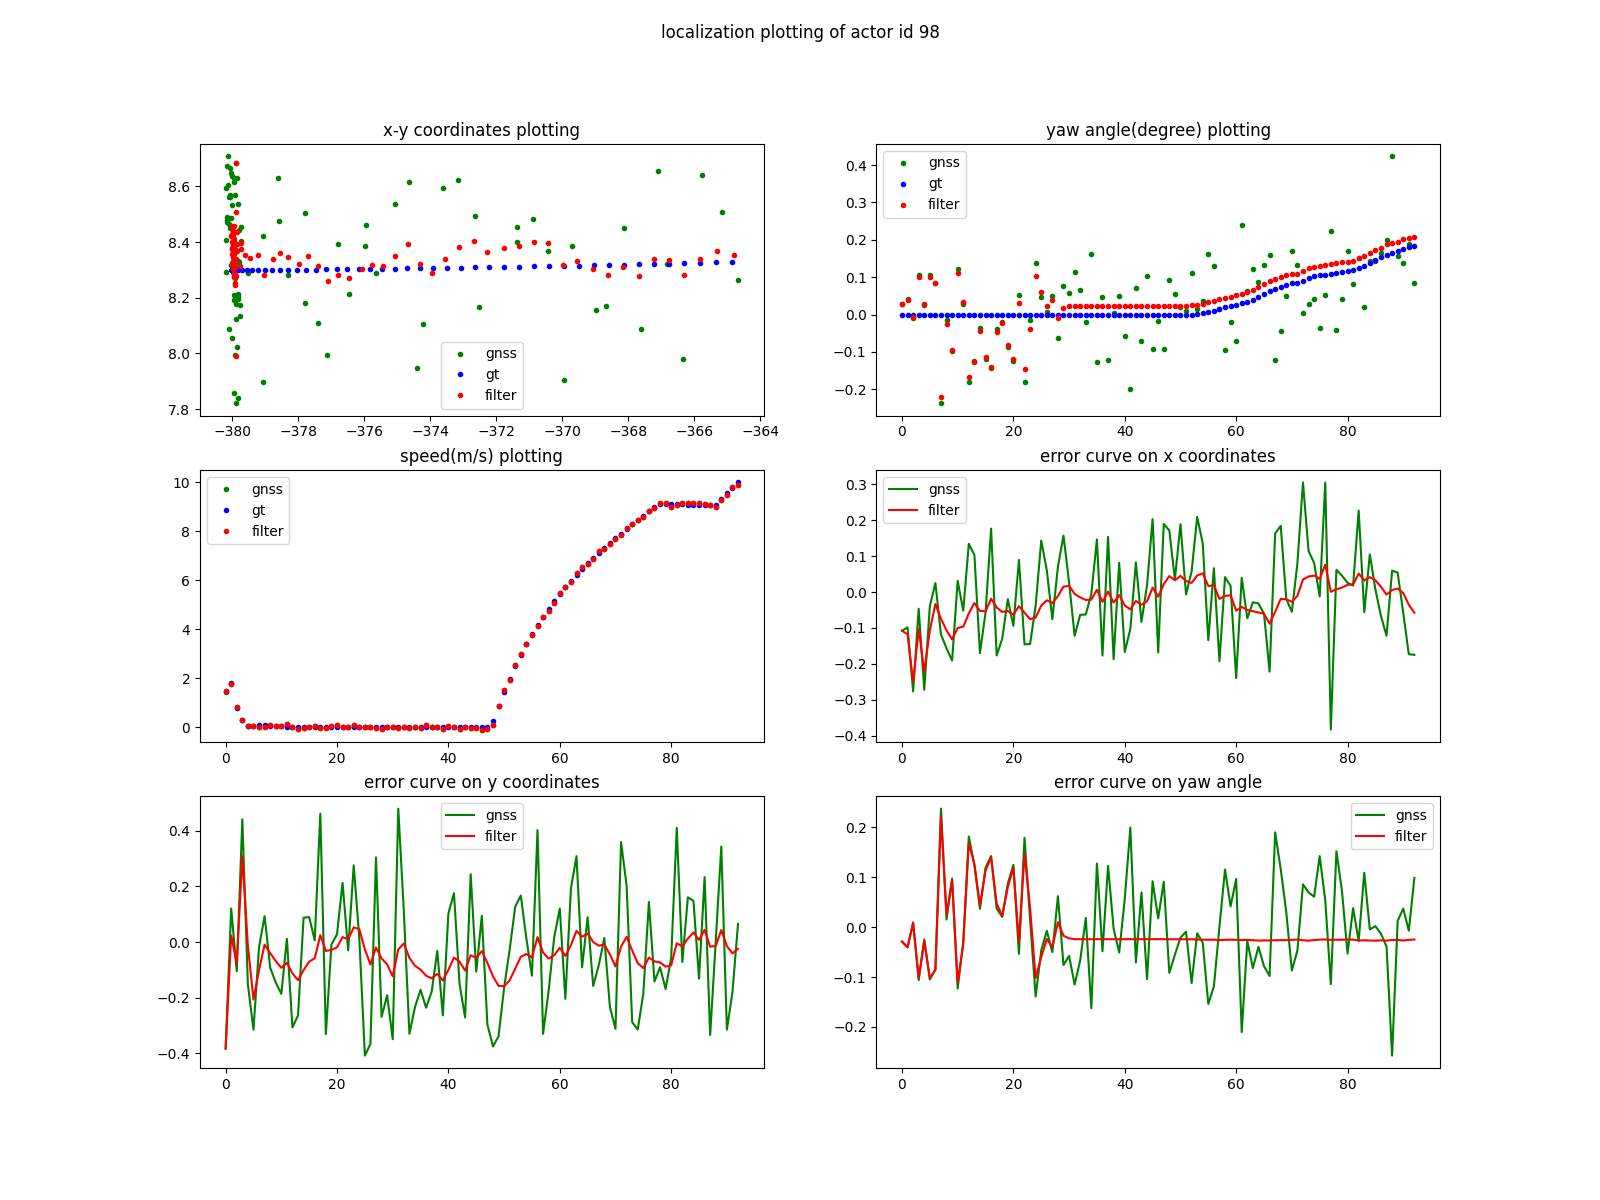 localization plotting of actor id 98
x-y coordinates plotting
8.6
8.4
8.2
8.0
7.8
gnss
gt
filter
−380 −378 −376 −374 −372 −370 −368 −366 −364
yaw angle(degree) plotting
0.4
0.3
0.2
0.1
0.0
−0.1
−0.2
gnss
gt
filter
0 20 40 60 80
speed(m/s) plotting
10
8
6
4
2
0
gnss
gt
filter
0 20 40 60 80
error curve on x coordinates
0.3
0.2
0.1
0.0
−0.1
−0.2
−0.3
−0.4
gnss
filter
0 20 40 60 80
error curve on y coordinates
0.4
0.2
0.0
−0.2
−0.4
gnss
filter
0 20 40 60 80
error curve on yaw angle
0.2
0.1
0.0
−0.1
−0.2
gnss
filter
0 20 40 60 80